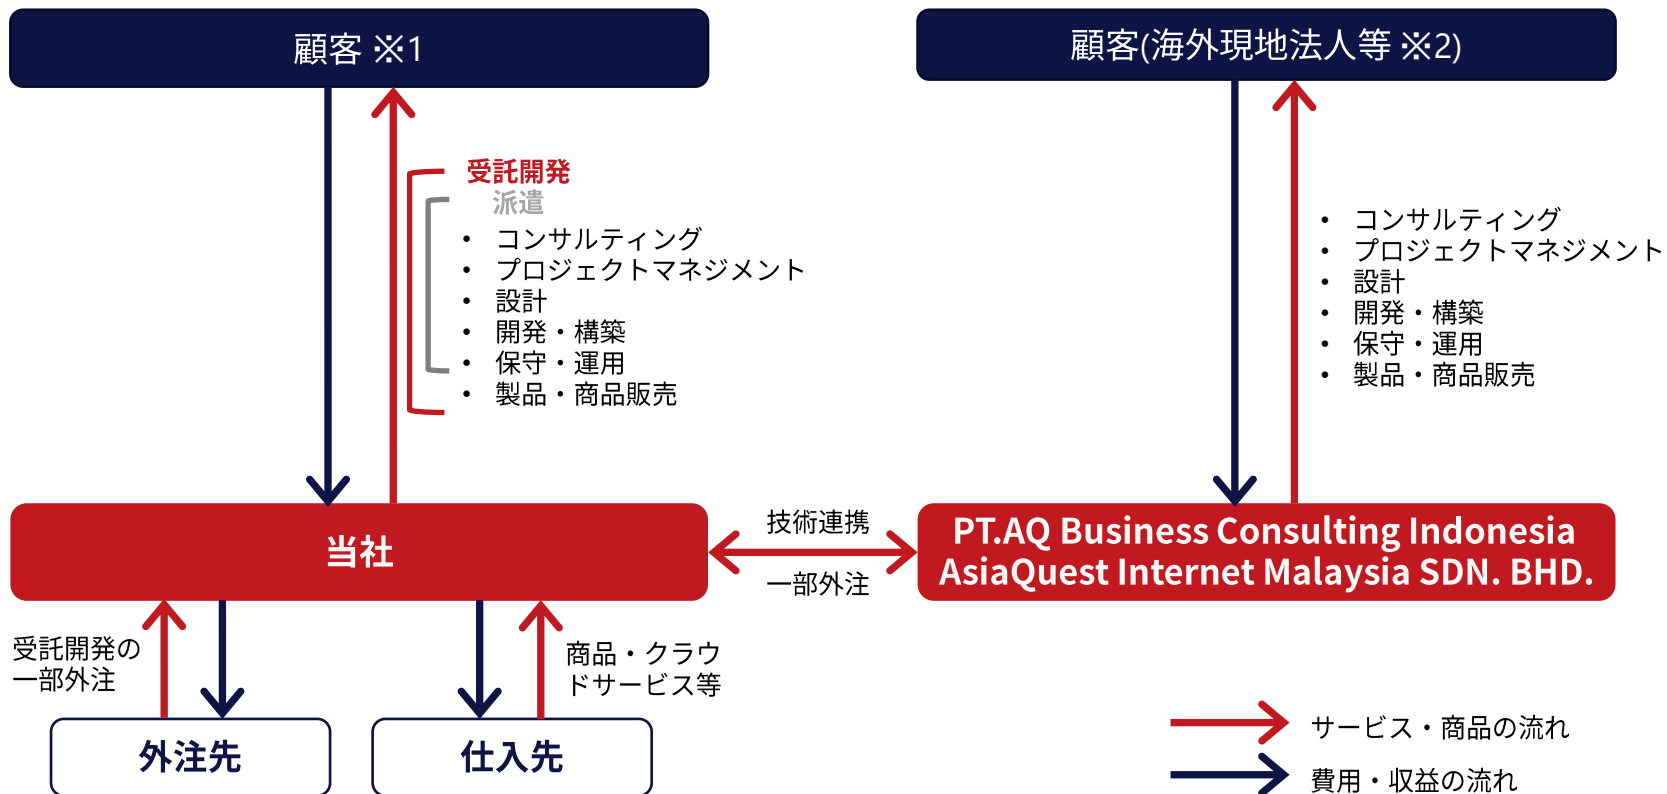 顧客 ※1
顧客(海外現地法人等 ※2)
受託開発
派遣
• コンサルティング
• プロジェクトマネジメント
• 設計
• 開発・構築
• 保守・運用
• 製品・商品販売
• コンサルティング
• プロジェクトマネジメント
• 設計
• 開発・構築
• 保守・運用
• 製品・商品販売
当社
技術連携
一部外注
PT.AQ Business Consulting Indonesia
AsiaQuest Internet Malaysia SDN. BHD.
受託開発の
一部外注
商品・クラウ
ドサービス等
外注先
仕入先
サービス・商品の流れ
費用・収益の流れ